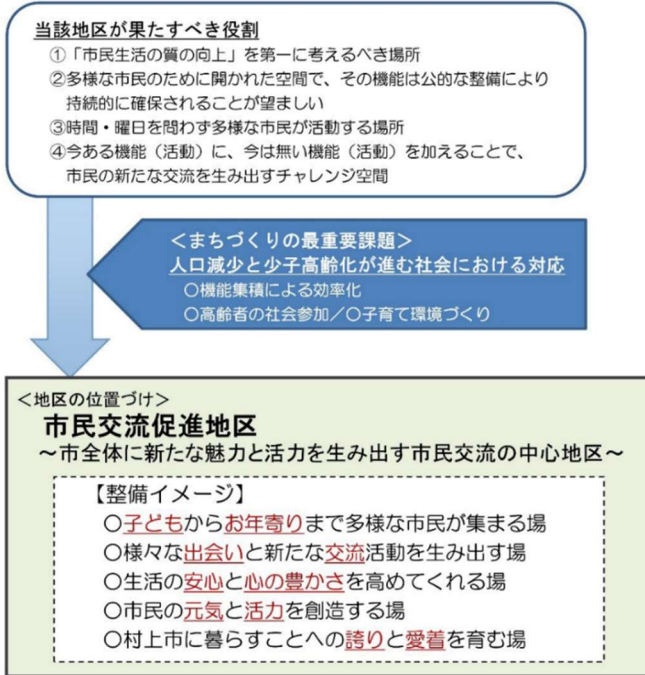 当該地区が果たすべき役割
①「市民生活の質の向上」を第一に考えるべき場所
②多様な市民のために開かれた空間で、その機能は公的な整備により
持続的に確保されることが望ましい
③時間・曜日を問わず多様な市民が活動する場所
④今ある機能（活動）に、今は無い機能（活動）を加えることで、
市民の新たな交流を生み出すチャレンジ空間
＜まちづくりの最重要課題＞
人口減少と少子高齢化が進む社会における対応
○機能集積による効率化
○高齢者の社会参加／○子育て環境づくり
＜地区の位置づけ＞
市民交流促進地区
～市全体に新たな魅力と活力を生み出す市民交流の中心地区～
【整備イメージ】
○子どもからお年寄りまで多様な市民が集まる場
○様々な出会いと新たな交流活動を生み出す場
○生活の安心と心の豊かさを高めてくれる場
○市民の元気と活力を創造する場
○村上市に暮らすことへの誇りと愛着を育む場